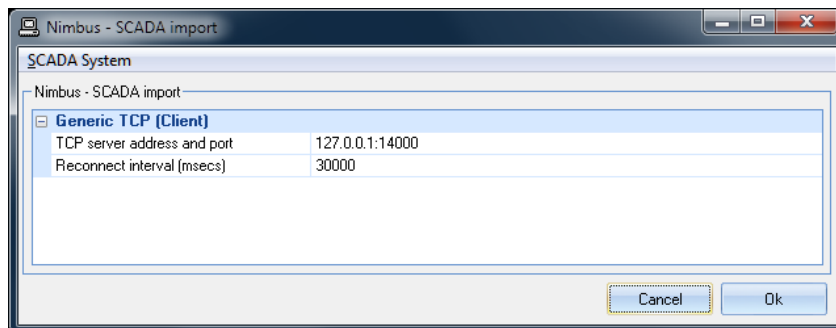 Nimbus - SCADA import
SCADA System
Nimbus - SCADA import
Generic TCP (Client)
TCP server address and port 127.0.0.1:14000
Reconnect interval (msecs) 30000
Cancel Ok